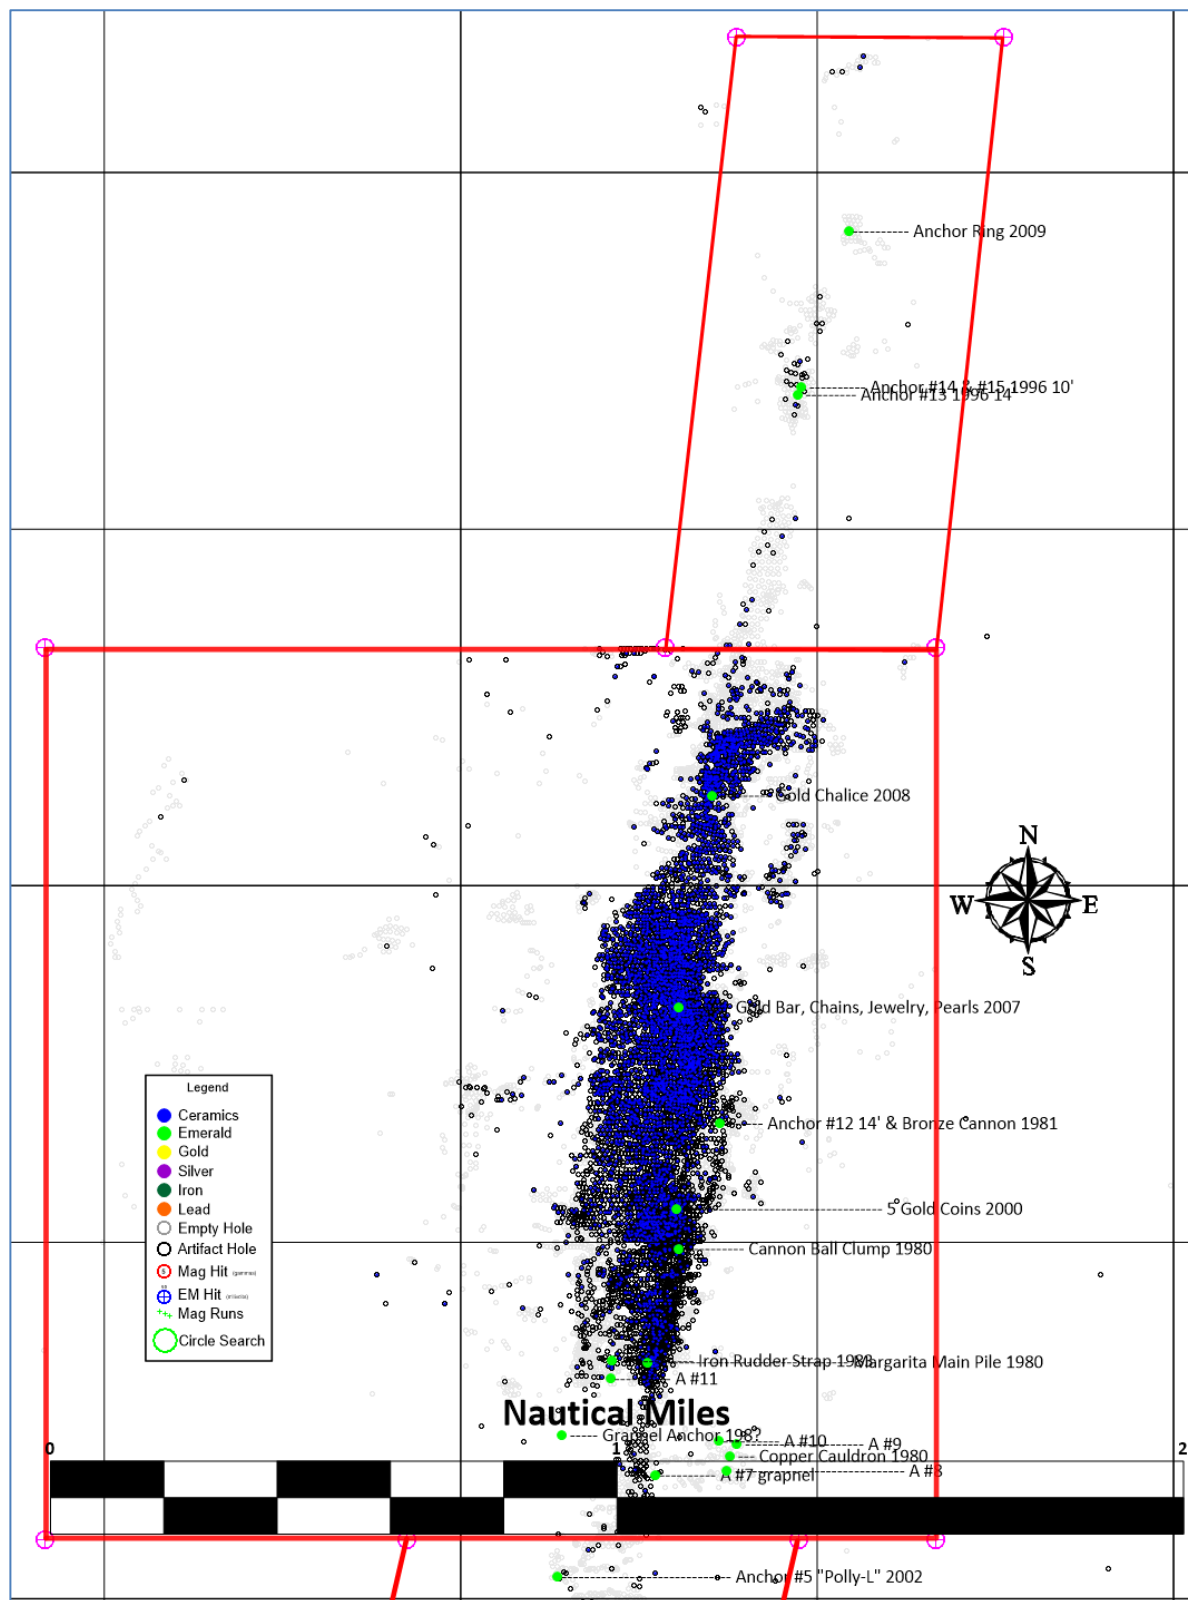 Anchor Ring 2009
Anchor #14 & #15 1996 10'
Anchor #13 1996 14'
Gold Chalice 2008
N
W E
S
Gold Bar, Chains, Jewelry, Pearls 2007
Legend
Ceramics
Emerald
Gold
Silver
Iron
Lead
Empty Hole
Artifact Hole
Mag Hit
EM Hit
Mag Runs
Circle Search
Anchor #12 14' & Bronze Cannon 1981
5 Gold Coins 2000
Cannon Ball Clump 1980
Iron Rudder Strap 1983
Margarita Main Pile 1980
A #11
Nautical Miles
Grapnel Anchor 198?
A #10
A #9
0 1 2
Copper Cauldron 1980
A #8
A #7 grapnel
Anchor #5 "Polly-L" 2002